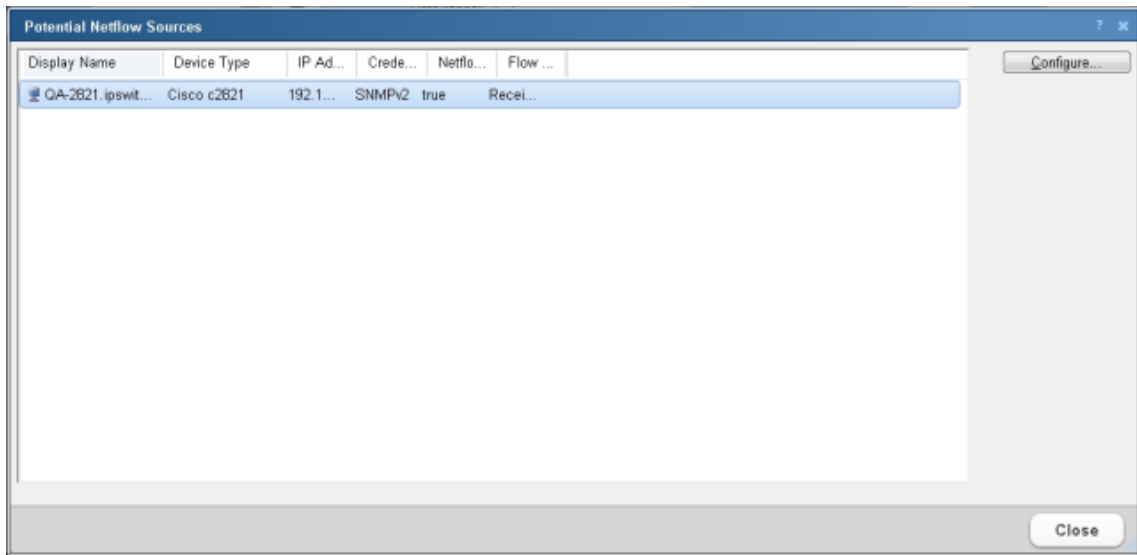 Potential Netflow Sources ? x
Display Name Device Type IP Ad... Crede... Netflo... Flow ...
Configure...
QA-2821.ipswit... Cisco c2821 192.1... SNMPv2 true Recei...
Close